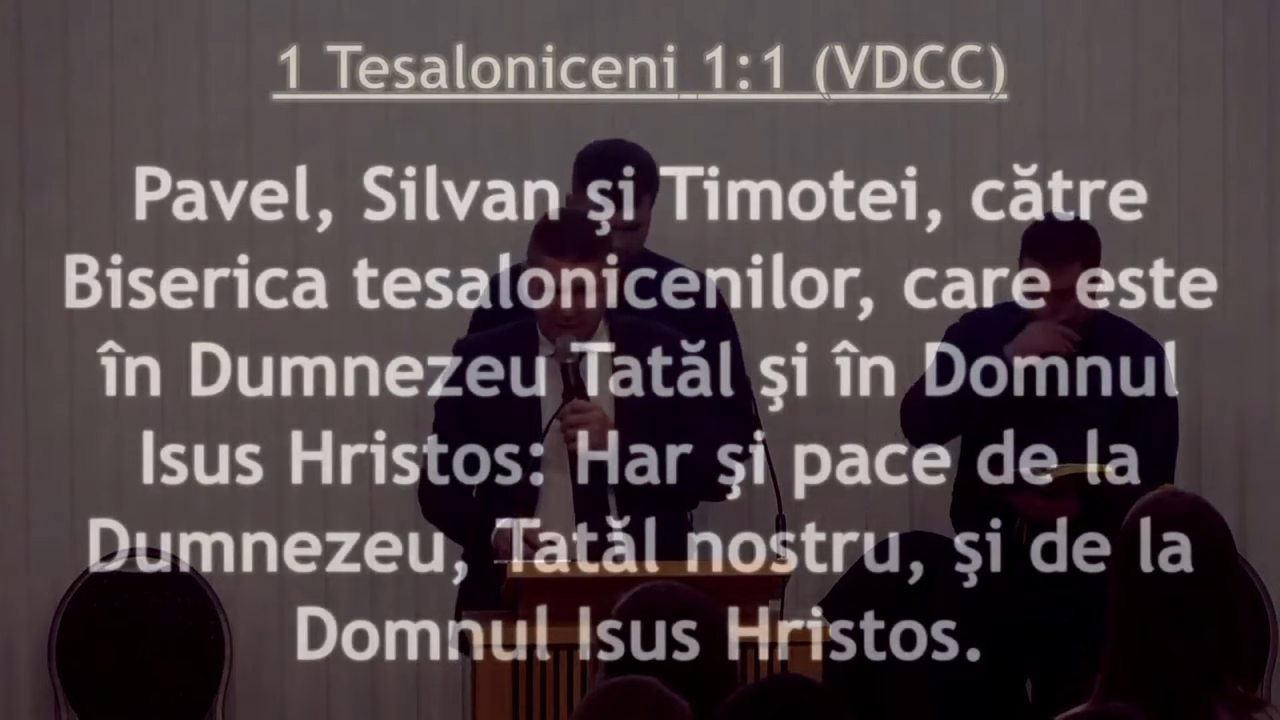 1 Tesaloniceni 1:1 (VDCC)
Pavel, Silvan şi Timotei, către
Biserica tesalonicenilor, care este
în Dumnezeu Tatăl şi în Domnul
Isus Hristos: Har şi pace de la
Dumnezeu, Tatăl nostru, şi de la
Domnul Isus Hristos.